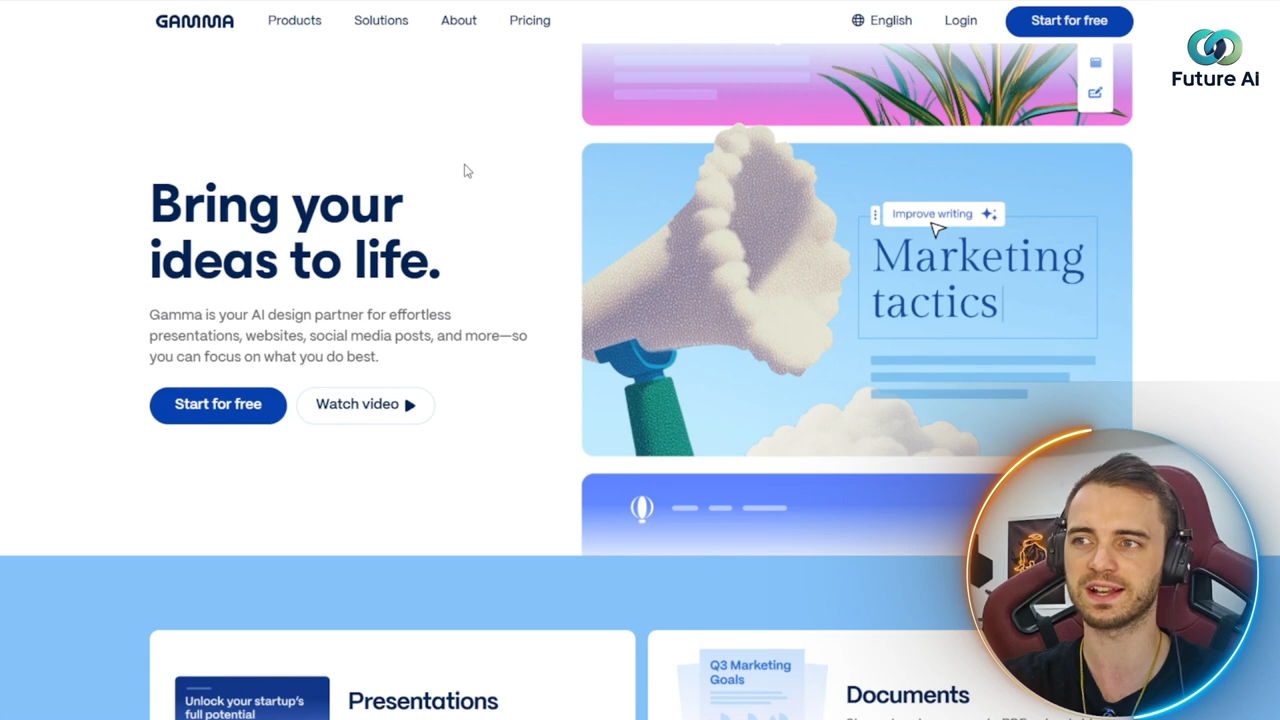 GAMMA Products Solutions About Pricing English Login Start for free
Future Ai
Bring your
ideas to life.
Gamma is your AI design partner for effortless
presentations, websites, social media posts, and more—so
you can focus on what you do best.
Start for free Watch video
Improve writing
Marketing
tactics
Unlock your startup's
full potential
Presentations
Q3 Marketing
Goals
Documents